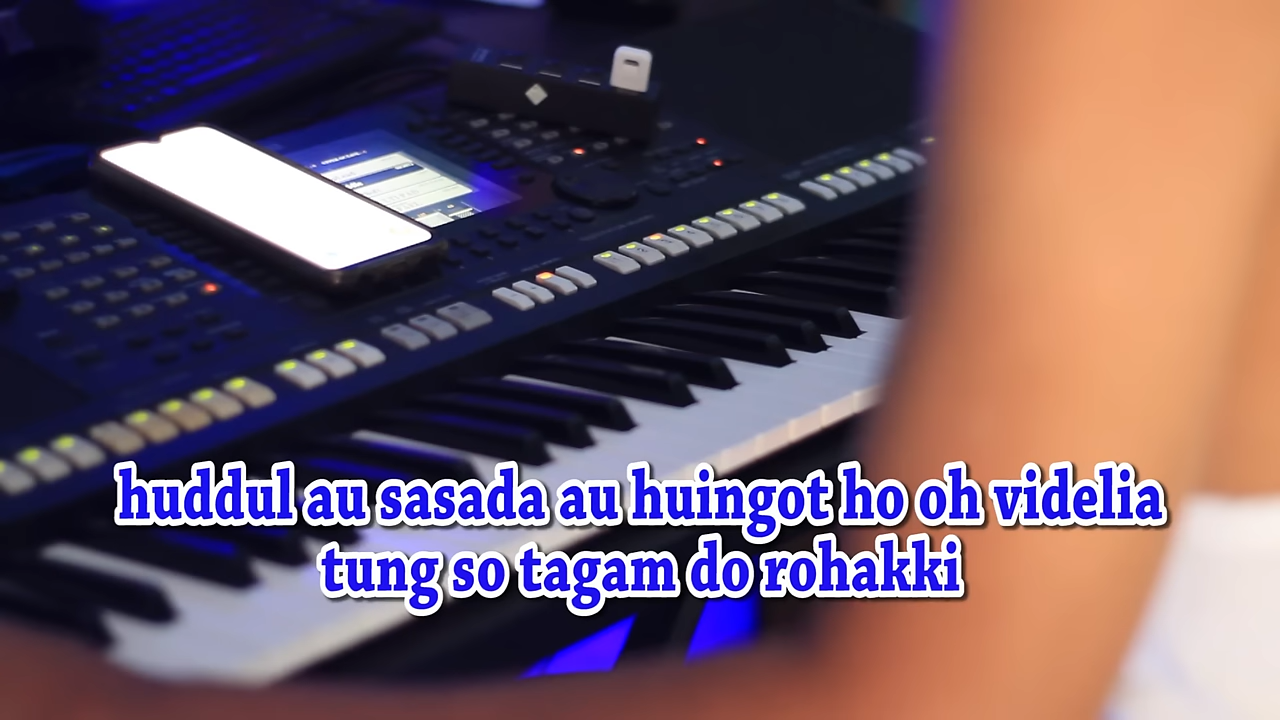 huddul au sasada au huingot ho oh videlia
tung so tagam do rohakki